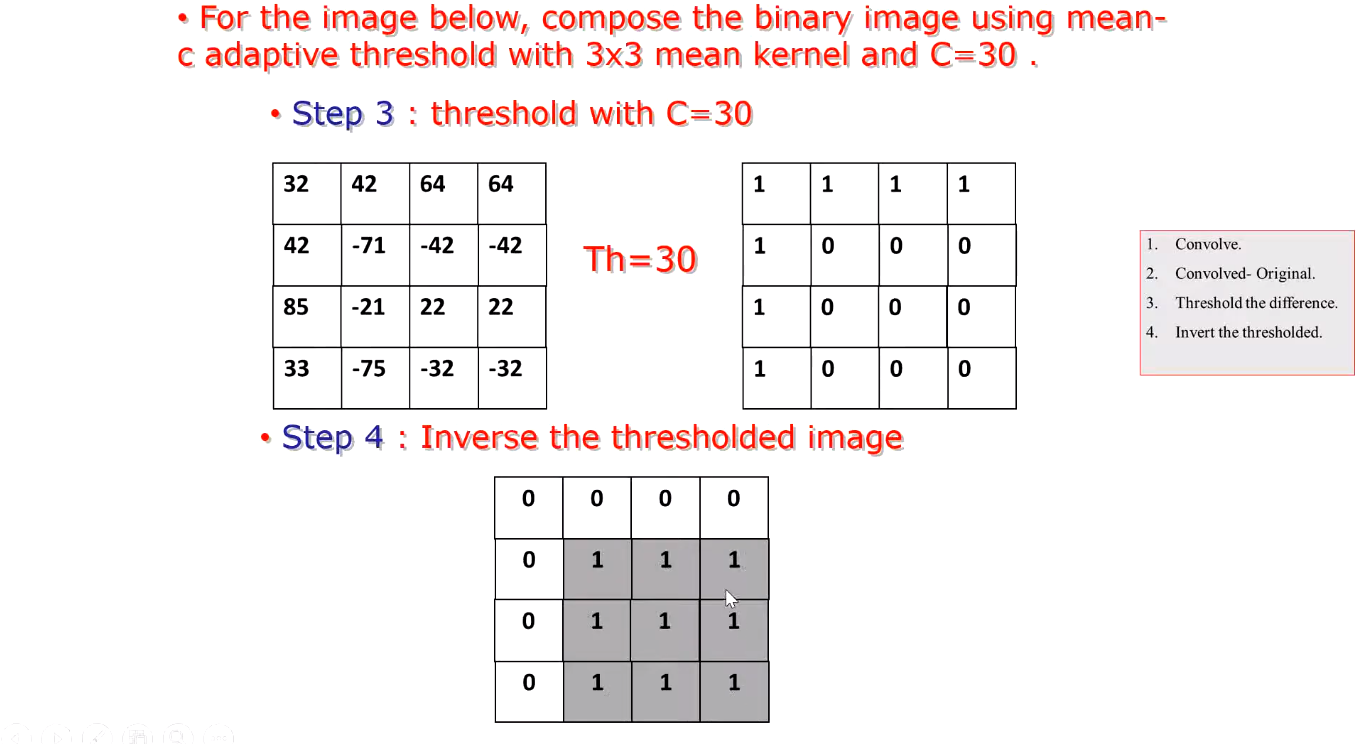 • For the image below, compose the binary image using mean-
c adaptive threshold with 3x3 mean kernel and C=30 .
• Step 3 : threshold with C=30
32 42 64 64
42 -71 -42 -42
85 -21 22 22
33 -75 -32 -32
Th=30
1 1 1 1
1 0 0 0
1 0 0 0
1 0 0 0
1. Convolve.
2. Convolved- Original.
3. Threshold the difference.
4. Invert the thresholded.
• Step 4 : Inverse the thresholded image
0 0 0 0
0 1 1 1
0 1 1 1
0 1 1 1